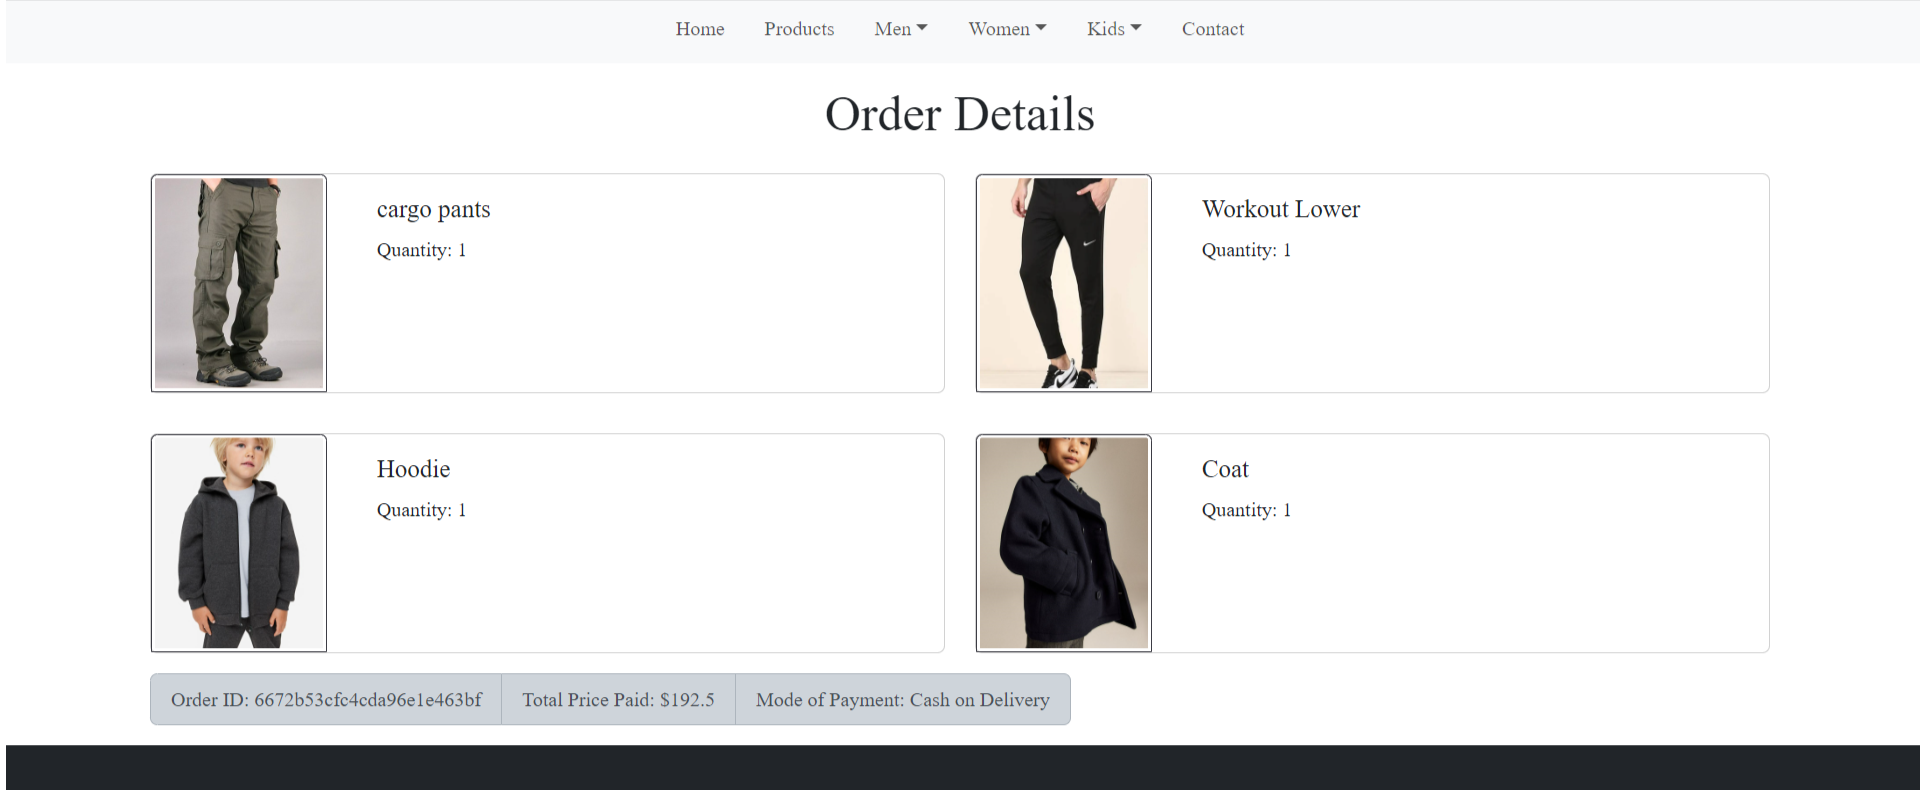 Home Products Men Women Kids Contact
Order Details
cargo pants
Quantity: 1
Workout Lower
Quantity: 1
Hoodie
Quantity: 1
Coat
Quantity: 1
Order ID: 6672b53cfc4cda96e1e463bf Total Price Paid: $192.5 Mode of Payment: Cash on Delivery